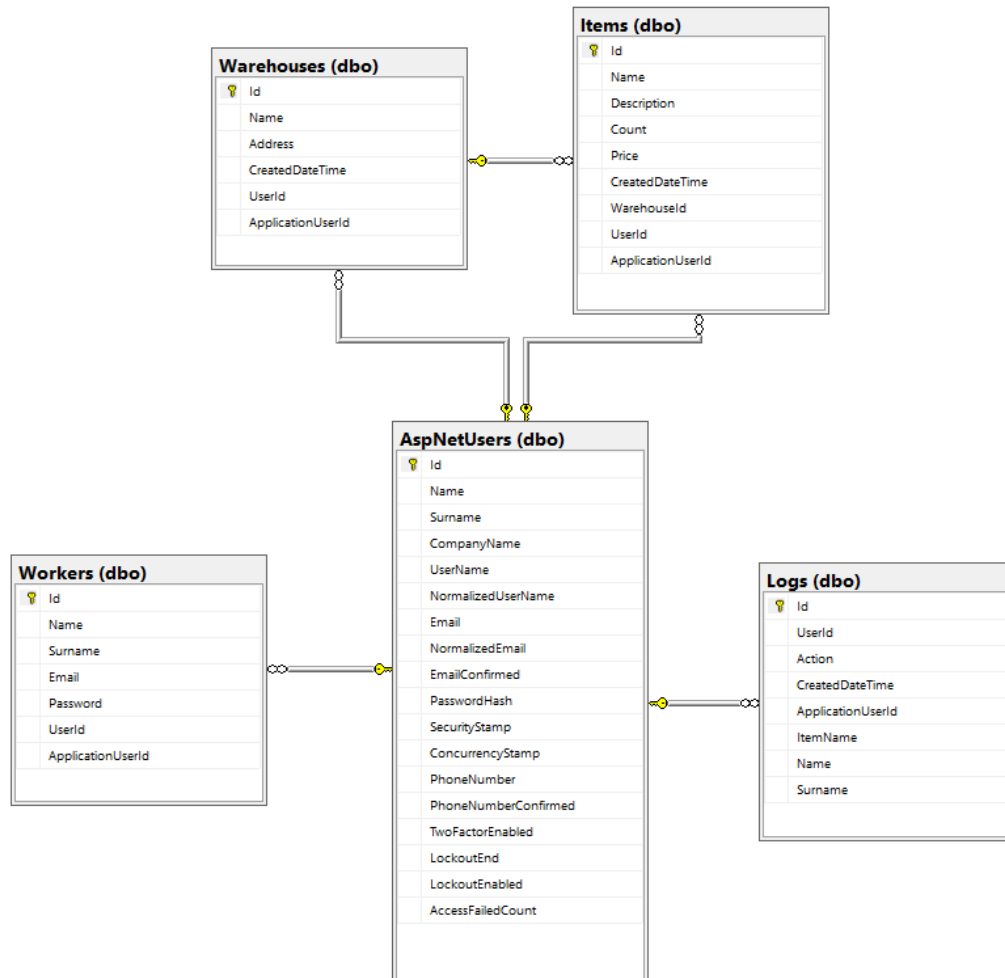 Warehouses (dbo)
Id
Name
Address
CreatedDateTime
UserId
ApplicationUserId
Items (dbo)
Id
Name
Description
Count
Price
CreatedDateTime
WarehouseId
UserId
ApplicationUserId
AspNetUsers (dbo)
Id
Name
Surname
CompanyName
UserName
NormalizedUserName
Email
NormalizedEmail
EmailConfirmed
PasswordHash
SecurityStamp
ConcurrencyStamp
PhoneNumber
PhoneNumberConfirmed
TwoFactorEnabled
LockoutEnd
LockoutEnabled
AccessFailedCount
Workers (dbo)
Id
Name
Surname
Email
Password
UserId
ApplicationUserId
Logs (dbo)
Id
UserId
Action
CreatedDateTime
ApplicationUserId
ItemName
Name
Surname